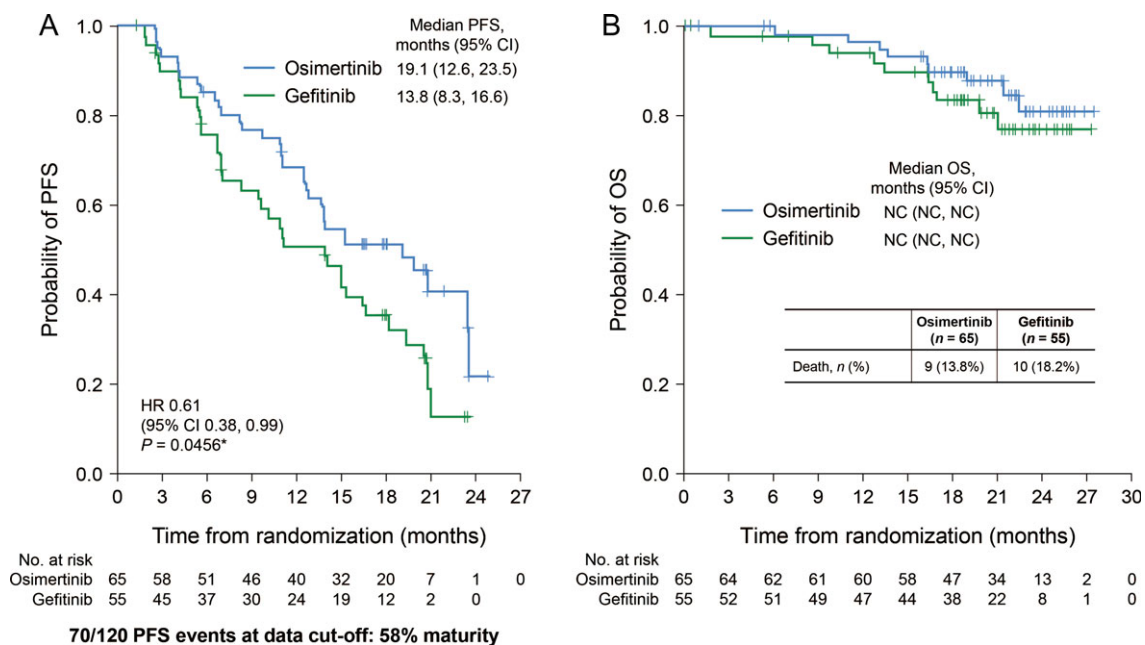 A
Median PFS,
months (95% CI)
Osimertinib 19.1 (12.6, 23.5)
Gefitinib 13.8 (8.3, 16.6)
Probability of PFS
1.0
0.8
0.6
0.4
0.2
0.0
HR 0.61
(95% CI 0.38, 0.99)
P = 0.0456*
0 3 6 9 12 15 18 21 24 27
Time from randomization (months)
No. at risk
Osimertinib 65 58 51 46 40 32 20 7 1 0
Gefitinib 55 45 37 30 24 19 12 2 0
70/120 PFS events at data cut-off: 58% maturity
B
Probability of OS
1.0
0.8
0.6
0.4
0.2
0.0
Median OS,
months (95% CI)
Osimertinib NC (NC, NC)
Gefitinib NC (NC, NC)
Osimertinib Gefitinib
(n = 65) (n = 55)
Death, n (%) 9 (13.8%) 10 (18.2%)
0 3 6 9 12 15 18 21 24 27 30
Time from randomization (months)
No. at risk
Osimertinib 65 64 62 61 60 58 47 34 13 2 0
Gefitinib 55 52 51 49 47 44 38 22 8 1 0